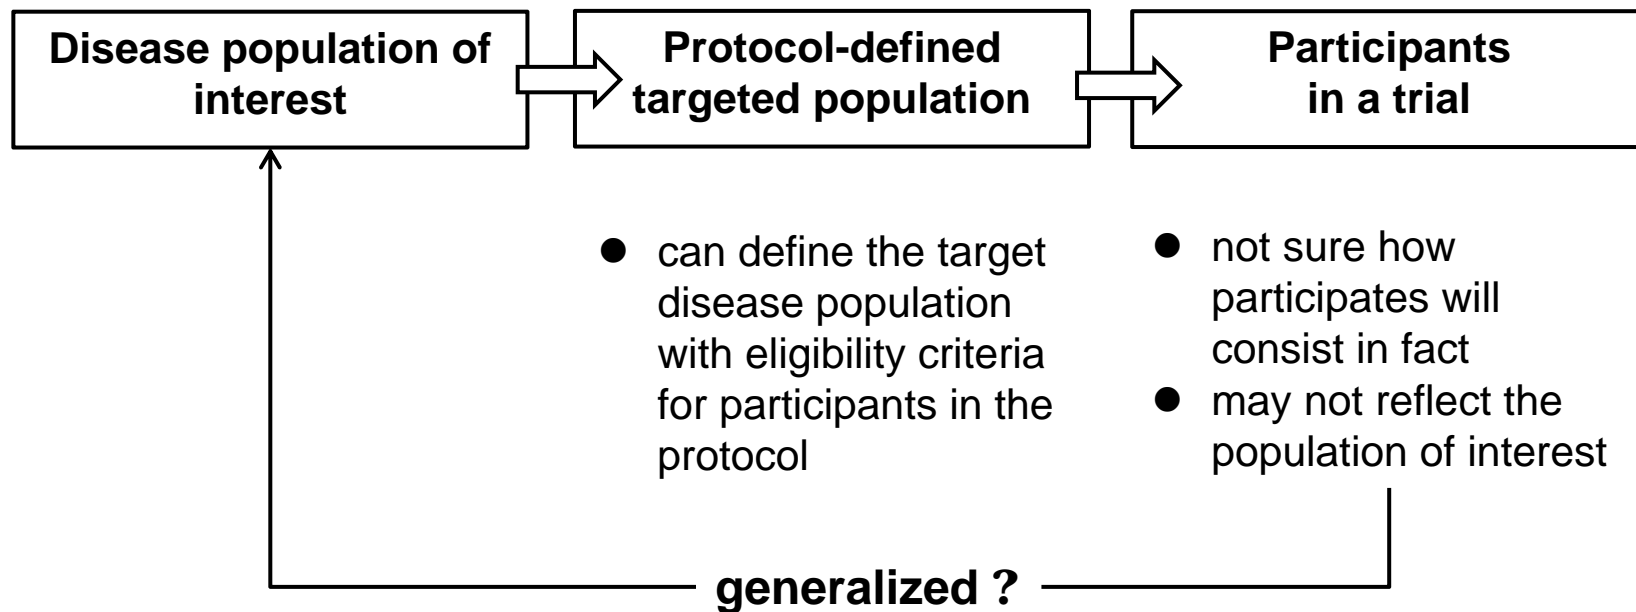 Disease population of
interest
Protocol-defined
targeted population
Participants
in a trial
● can define the target
disease population
with eligibility criteria
for participants in the
protocol
● not sure how
participates will
consist in fact
● may not reflect the
population of interest
generalized ?